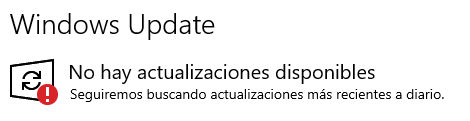 Windows Update
No hay actualizaciones disponibles
Seguiremos buscando actualizaciones más recientes a diario.